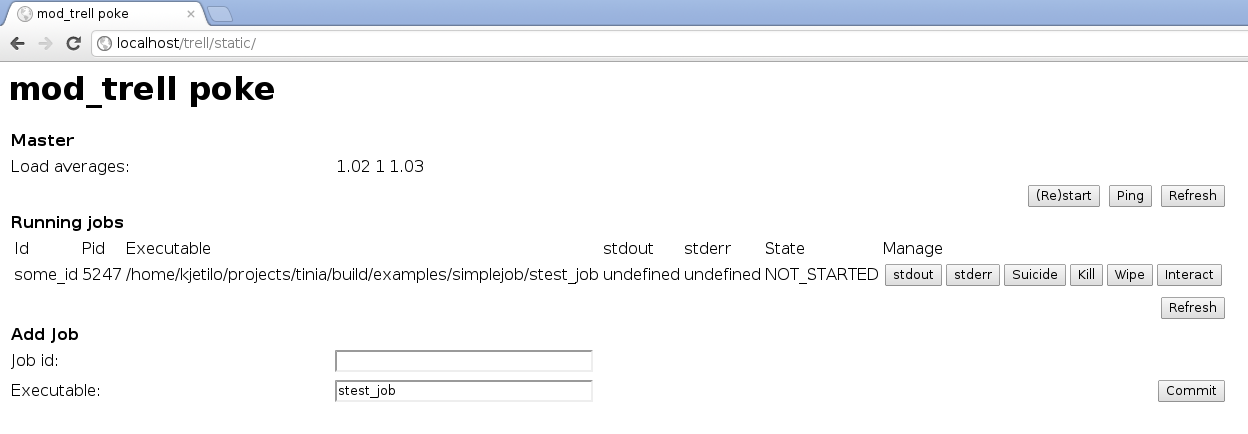 mod_trell poke
localhost/trell/static/
mod_trell poke
Master
Load averages: 1.02 1 1.03
(Re)start Ping Refresh
Running jobs
Id Pid Executable stdout stderr State Manage
some_id 5247 /home/kjetilo/projects/tinia/build/examples/simplejob/stest_job undefined undefined NOT_STARTED stdout stderr Suicide Kill Wipe Interact
Refresh
Add Job
Job id:
Executable: stest_job Commit